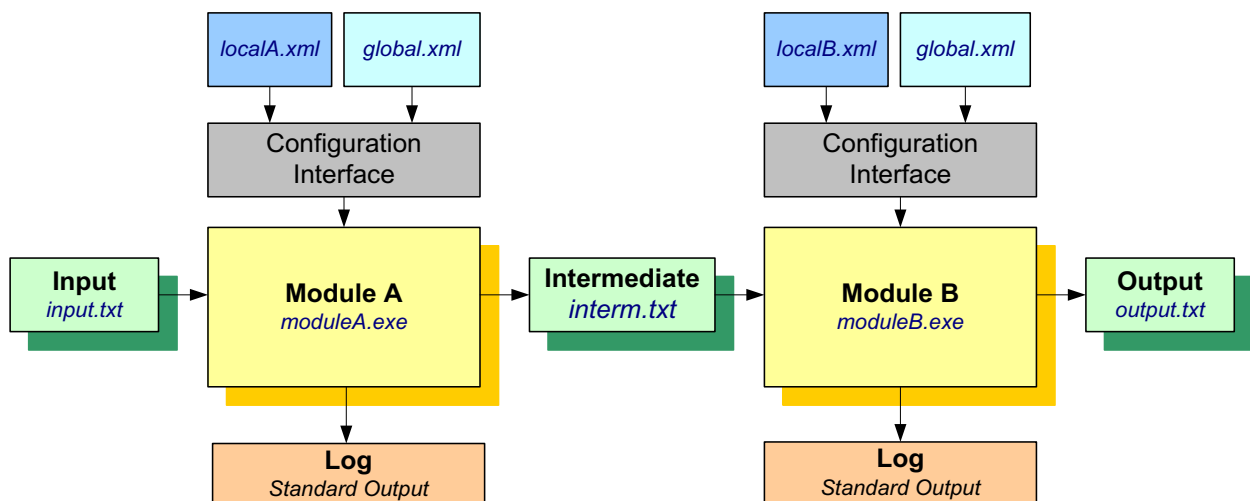 localA.xml
global.xml
localB.xml
global.xml
Configuration
Interface
Configuration
Interface
Input
input.txt
Module A
moduleA.exe
Intermediate
interm.txt
Module B
moduleB.exe
Output
output.txt
Log
Standard Output
Log
Standard Output